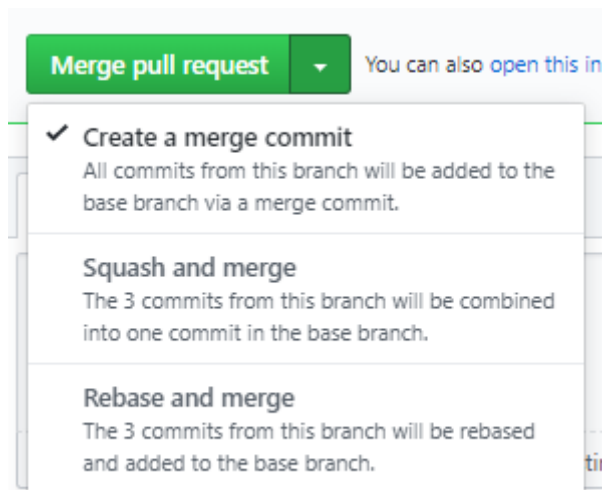 Merge pull request
You can also open this in
Create a merge commit
All commits from this branch will be added to the
base branch via a merge commit.
Squash and merge
The 3 commits from this branch will be combined
into one commit in the base branch.
Rebase and merge
The 3 commits from this branch will be rebased
and added to the base branch.